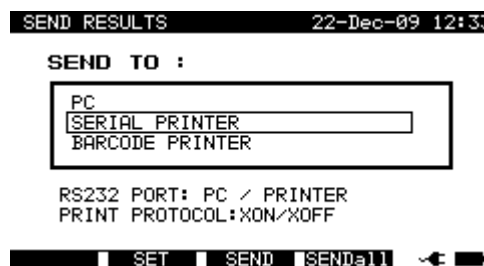 SEND RESULTS 22-Dec-09 12:33
SEND TO :
PC
SERIAL PRINTER
BARCODE PRINTER
RS232 PORT: PC / PRINTER
PRINT PROTOCOL:XON/XOFF
SET SEND SENDall